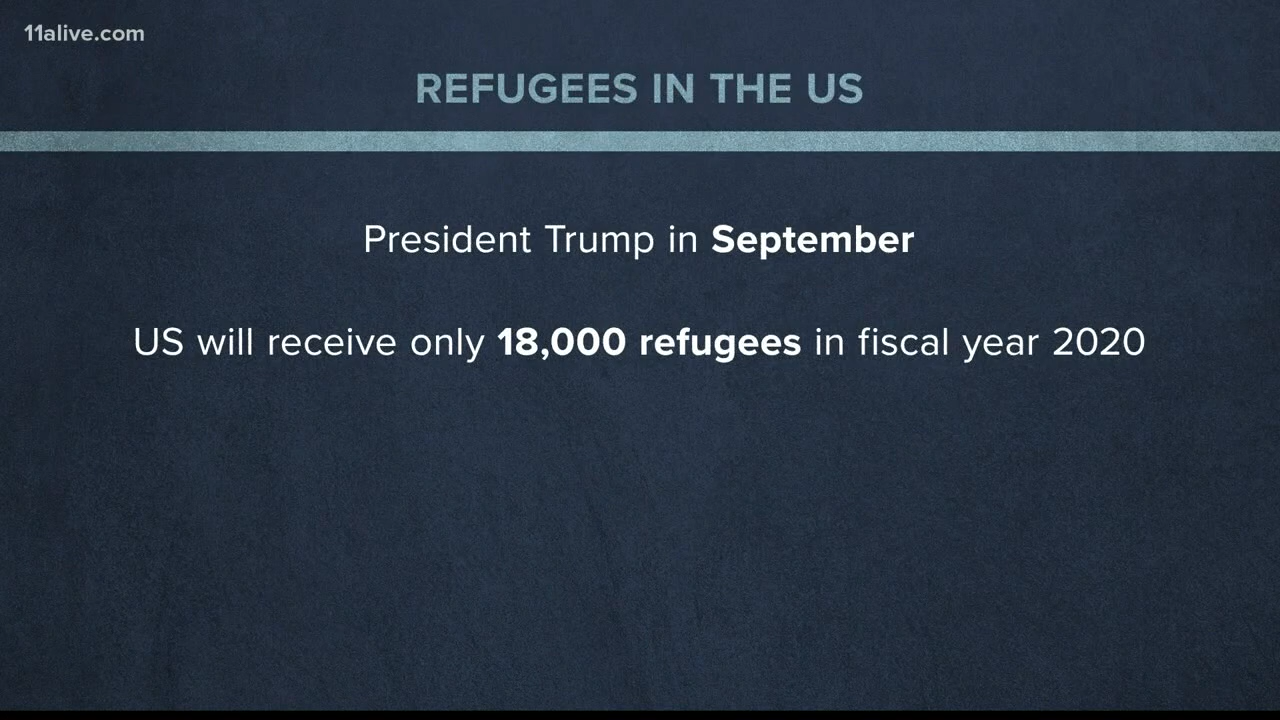 11alive.com
REFUGEES IN THE US
President Trump in September
US will receive only 18,000 refugees in fiscal year 2020